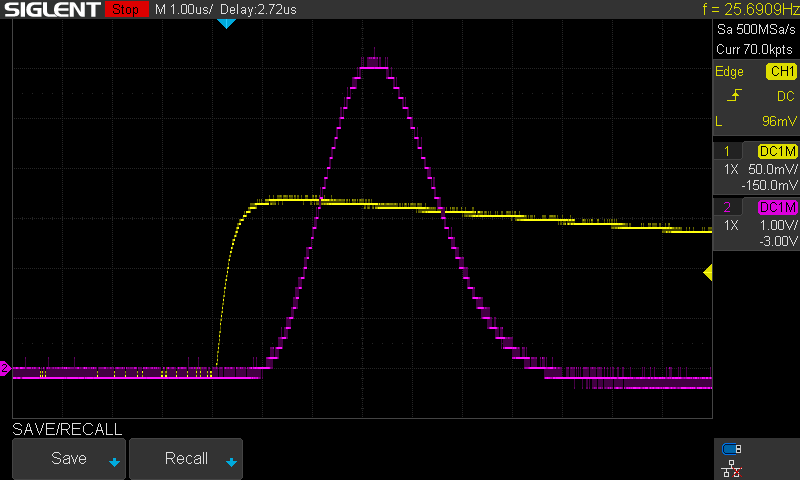 SIGLENT Stop M 1.00us/ Delay:2.72us f = 25.6909Hz
Sa 500MSa/s
Curr 70.0kpts
Edge CH1
DC
L 96mV
1 DC1M
1X 50.0mV/
-150.0mV
2 DC1M
1X 1.00V/
-3.00V
2
SAVE/RECALL
Save Recall